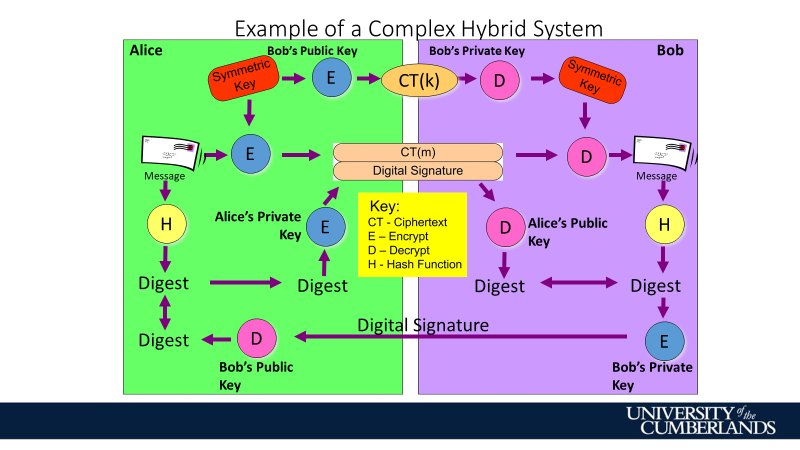 Example of a Complex Hybrid System
Alice
Bob's Public Key
Bob's Private Key
Bob
Symmetric
Key
E
CT(k)
D
Symmetric
Key
Message
E
CT(m)
Digital Signature
D
Message
H
Alice's Private
Key
E
Key:
CT - Ciphertext
E – Encrypt
D – Decrypt
H - Hash Function
D
Alice's Public
Key
H
Digest
Digest
Digest
Digest
Digest
D
Digital Signature
E
Bob's Public
Key
Bob's Private
Key
UNIVERSITY of the
CUMBERLANDS